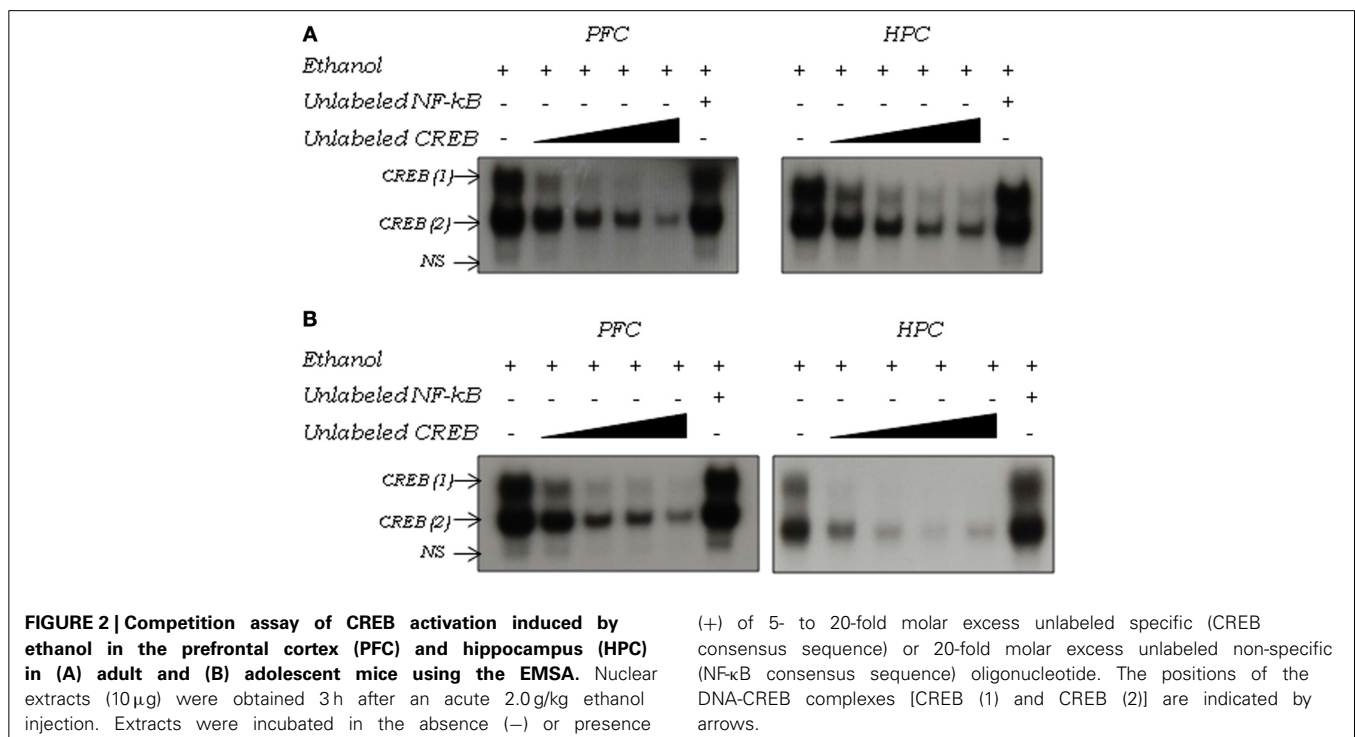 A
PFC HPC
Ethanol + + + + + + + + + + + +
Unlabeled NF-kB - - - - - + - - - - - +
Unlabeled CREB - - - -
CREB (1)
CREB (2)
NS
B
PFC HPC
Ethanol + + + + + + + + + + + +
Unlabeled NF-kB - - - - - + - - - - - +
Unlabeled CREB - - - -
CREB (1)
CREB (2)
NS
FIGURE 2 | Competition assay of CREB activation induced by
ethanol in the prefrontal cortex (PFC) and hippocampus (HPC)
in (A) adult and (B) adolescent mice using the EMSA. Nuclear
extracts (10 μg) were obtained 3 h after an acute 2.0 g/kg ethanol
injection. Extracts were incubated in the absence (−) or presence
(+) of 5- to 20-fold molar excess unlabeled specific (CREB
consensus sequence) or 20-fold molar excess unlabeled non-specific
(NF-κB consensus sequence) oligonucleotide. The positions of the
DNA-CREB complexes [CREB (1) and CREB (2)] are indicated by
arrows.